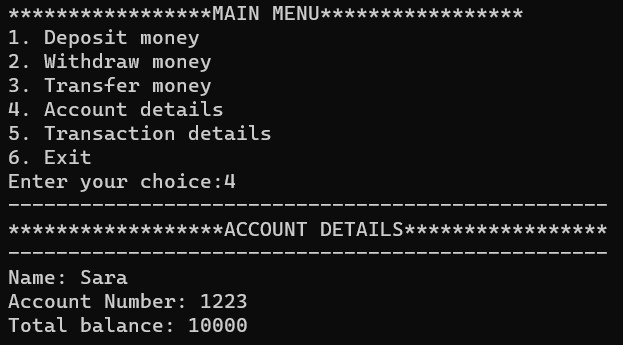 *****************MAIN MENU*****************
1. Deposit money
2. Withdraw money
3. Transfer money
4. Account details
5. Transaction details
6. Exit
Enter your choice:4
--------------------------------------------------
******************ACCOUNT DETAILS*****************
--------------------------------------------------
Name: Sara
Account Number: 1223
Total balance: 10000